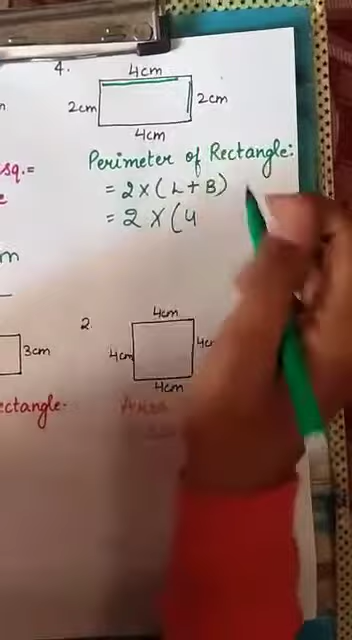 4.
4cm
2cm
2cm
4cm
Perimeter of Rectangle:
sq.=
= 2×(L+B)
= 2×(4
m
2.
4cm
3cm
4cm
4c
4cm
ectangle.
Area